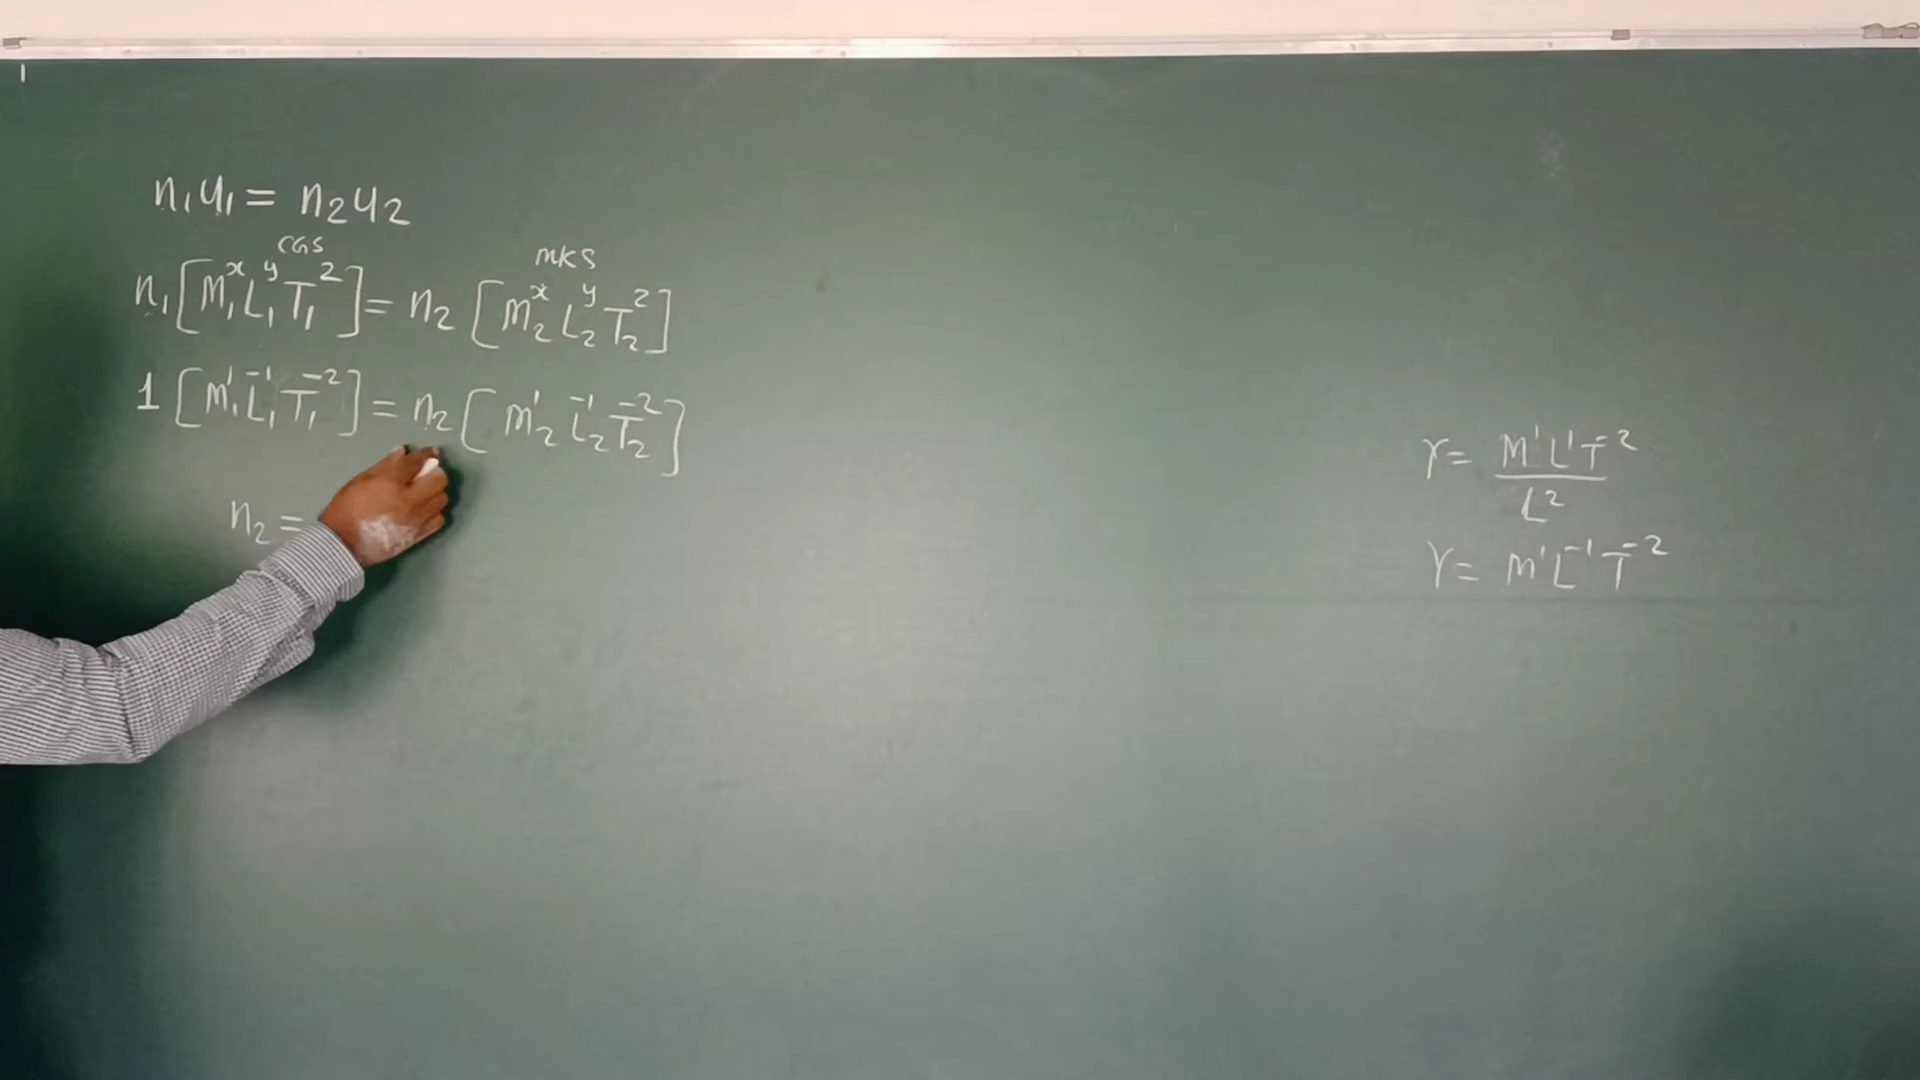 n₁u₁ = n₂u₂
CGS
mks
n₁[M₁ˣL₁ʸT₁²] = n₂[M₂ˣL₂ʸT₂²]
1[M₁¹L₁⁻¹T₁⁻²] = n₂[M₂¹L₂⁻¹T₂⁻²]
n₂ =
Y = M¹L¹T⁻²
L²
Y = M¹L⁻¹T⁻²